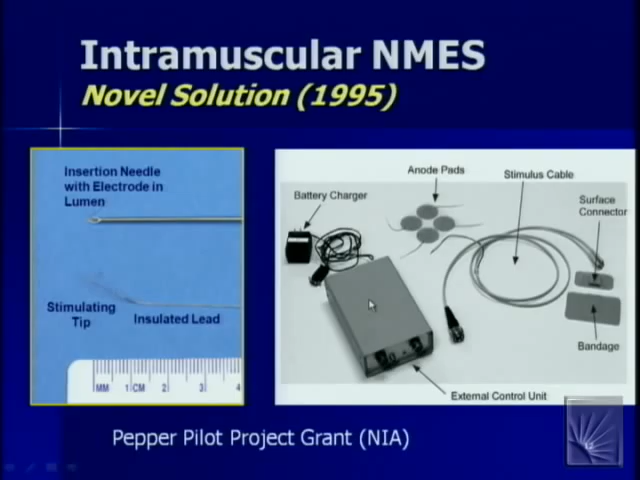 Intramuscular NMES
Novel Solution (1995)
Insertion Needle
with Electrode in
Lumen
Stimulating
Tip
Insulated Lead
MM 1 CM 2 3 4
Anode Pads
Stimulus Cable
Battery Charger
Surface
Connector
Bandage
External Control Unit
Pepper Pilot Project Grant (NIA)